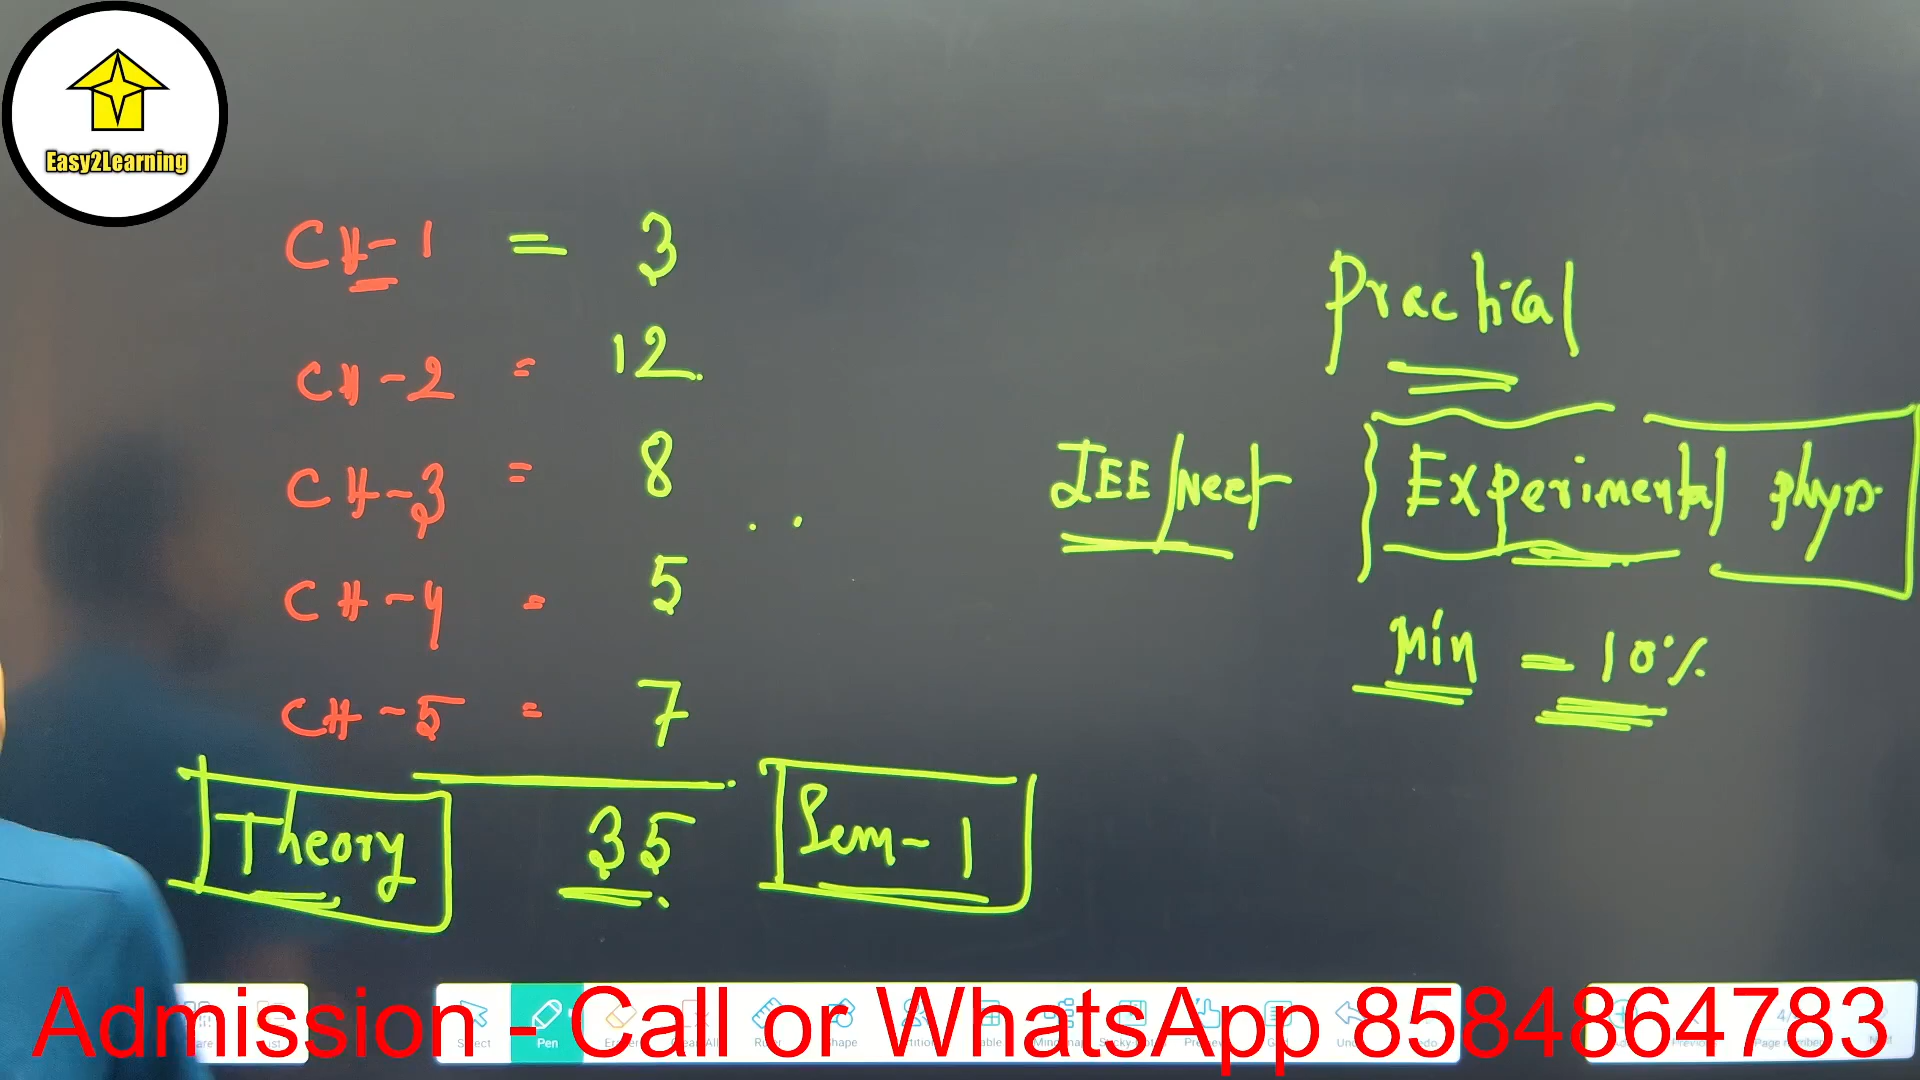 Easy2Learning
CH-1 = 3
CH-2 = 12
CH-3 = 8
CH-4 = 5
CH-5 = 7
Theory 35 Sem-1
Practical
JEE/Neet Experimental phys
Min = 10%
Admission - Call or WhatsApp 8584864783
Select Pen